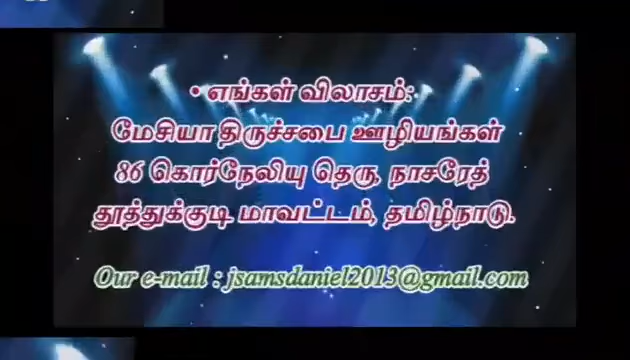 • எங்கள் விலாசம்:
மேசியா திருச்சபை ஊழியங்கள்
86 கொர்நேலியு தெரு, நாசரேத்
தூத்துக்குடி மாவட்டம், தமிழ்நாடு.
Our e-mail : jsamsdaniel2013@gmail.com